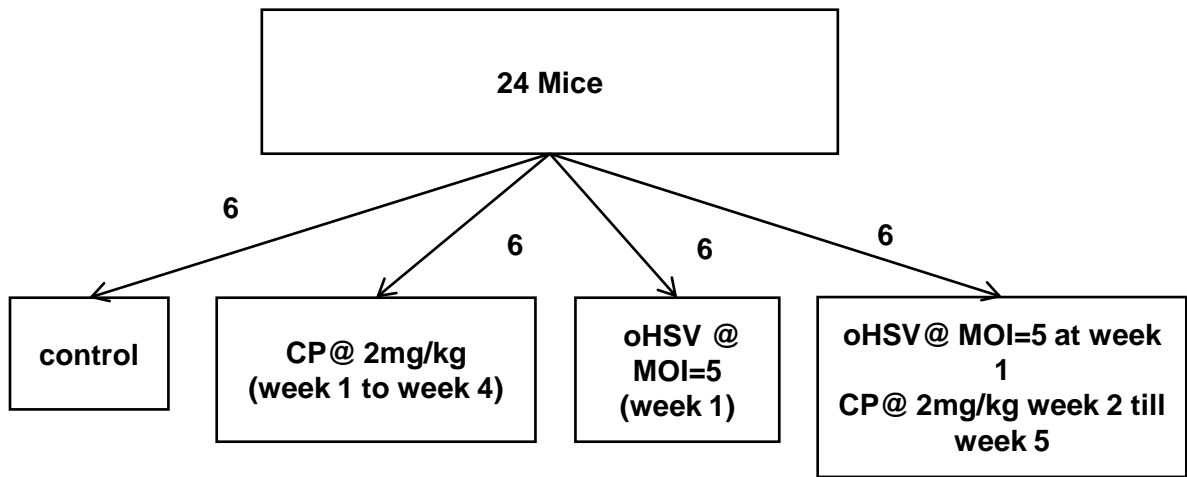 24 Mice
6
6
6
6
control
CP@ 2mg/kg
(week 1 to week 4)
oHSV @
MOI=5
(week 1)
oHSV@ MOI=5 at week
1
CP@ 2mg/kg week 2 till
week 5